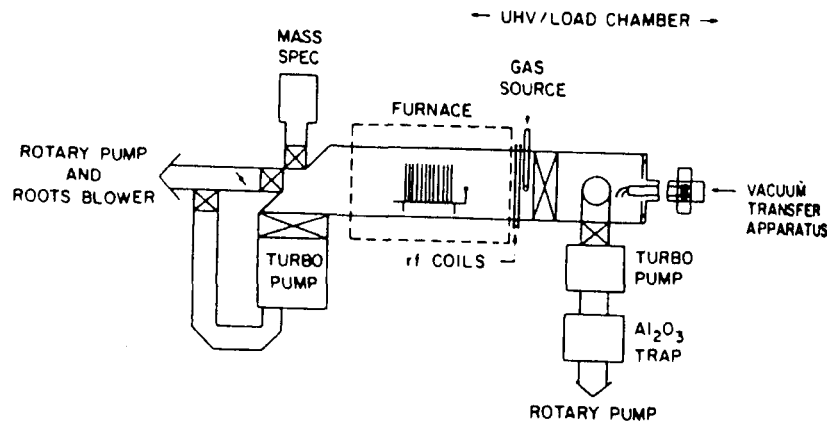 ← UHV/LOAD CHAMBER →
MASS
SPEC
GAS
SOURCE
FURNACE
ROTARY PUMP
AND
ROOTS BLOWER
VACUUM
TRANSFER
APPARATUS
TURBO
PUMP
rf COILS
TURBO
PUMP
Al₂O₃
TRAP
ROTARY PUMP